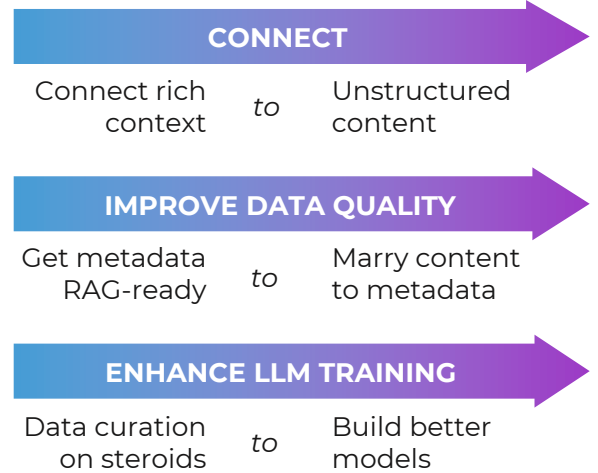 CONNECT
Connect rich context to Unstructured content
IMPROVE DATA QUALITY
Get metadata RAG-ready to Marry content to metadata
ENHANCE LLM TRAINING
Data curation on steroids to Build better models